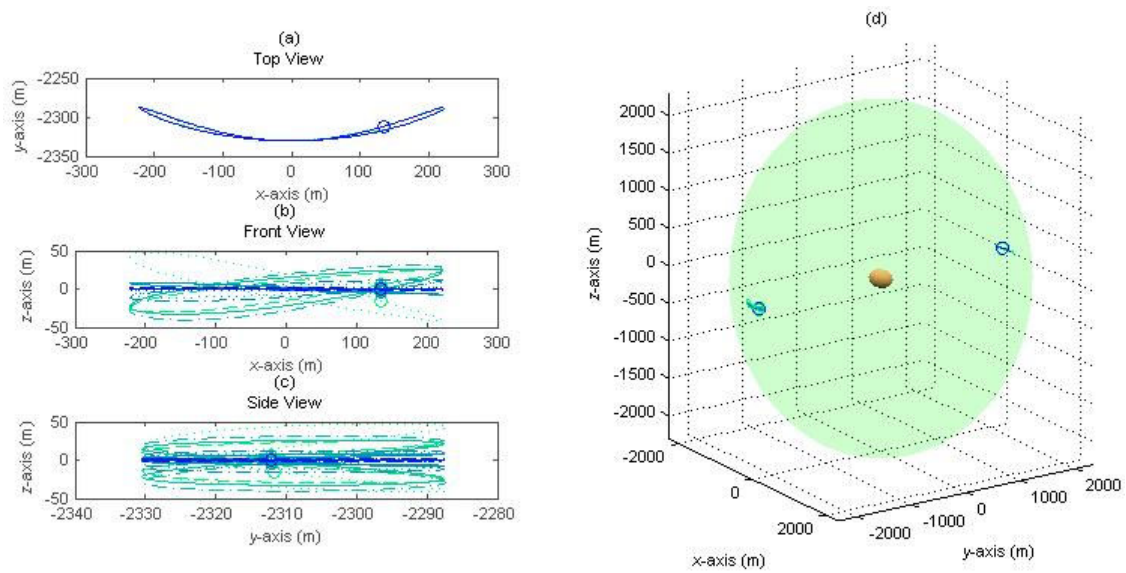 (a)
Top View
-2250
-2300
-2350
y-axis (m)
-300 -200 -100 0 100 200 300
x-axis (m)
(b)
Front View
50
0
-50
z-axis (m)
-300 -200 -100 0 100 200 300
x-axis (m)
(c)
Side View
50
0
-50
z-axis (m)
-2340 -2330 -2320 -2310 -2300 -2290 -2280
y-axis (m)
(d)
2000
1500
1000
500
0
-500
-1000
-1500
-2000
z-axis (m)
-2000
0
2000
x-axis (m)
-2000 -1000 0 1000 2000
y-axis (m)